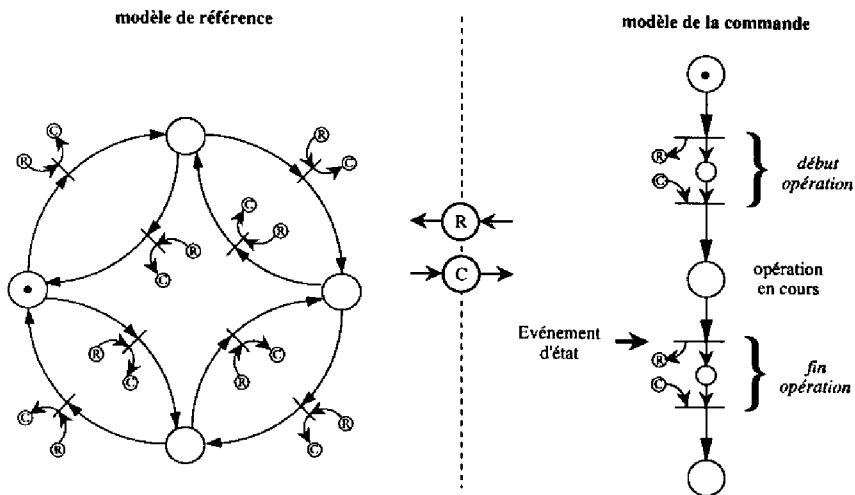 modèle de référence
modèle de la commande
C
R
R
C
C
R
R
C
R
C
R
C
C
R
R
C
R
C
C
R
R
C
R
C
début
opération
opération
en cours
Evénement
d'état
R
C
fin
opération